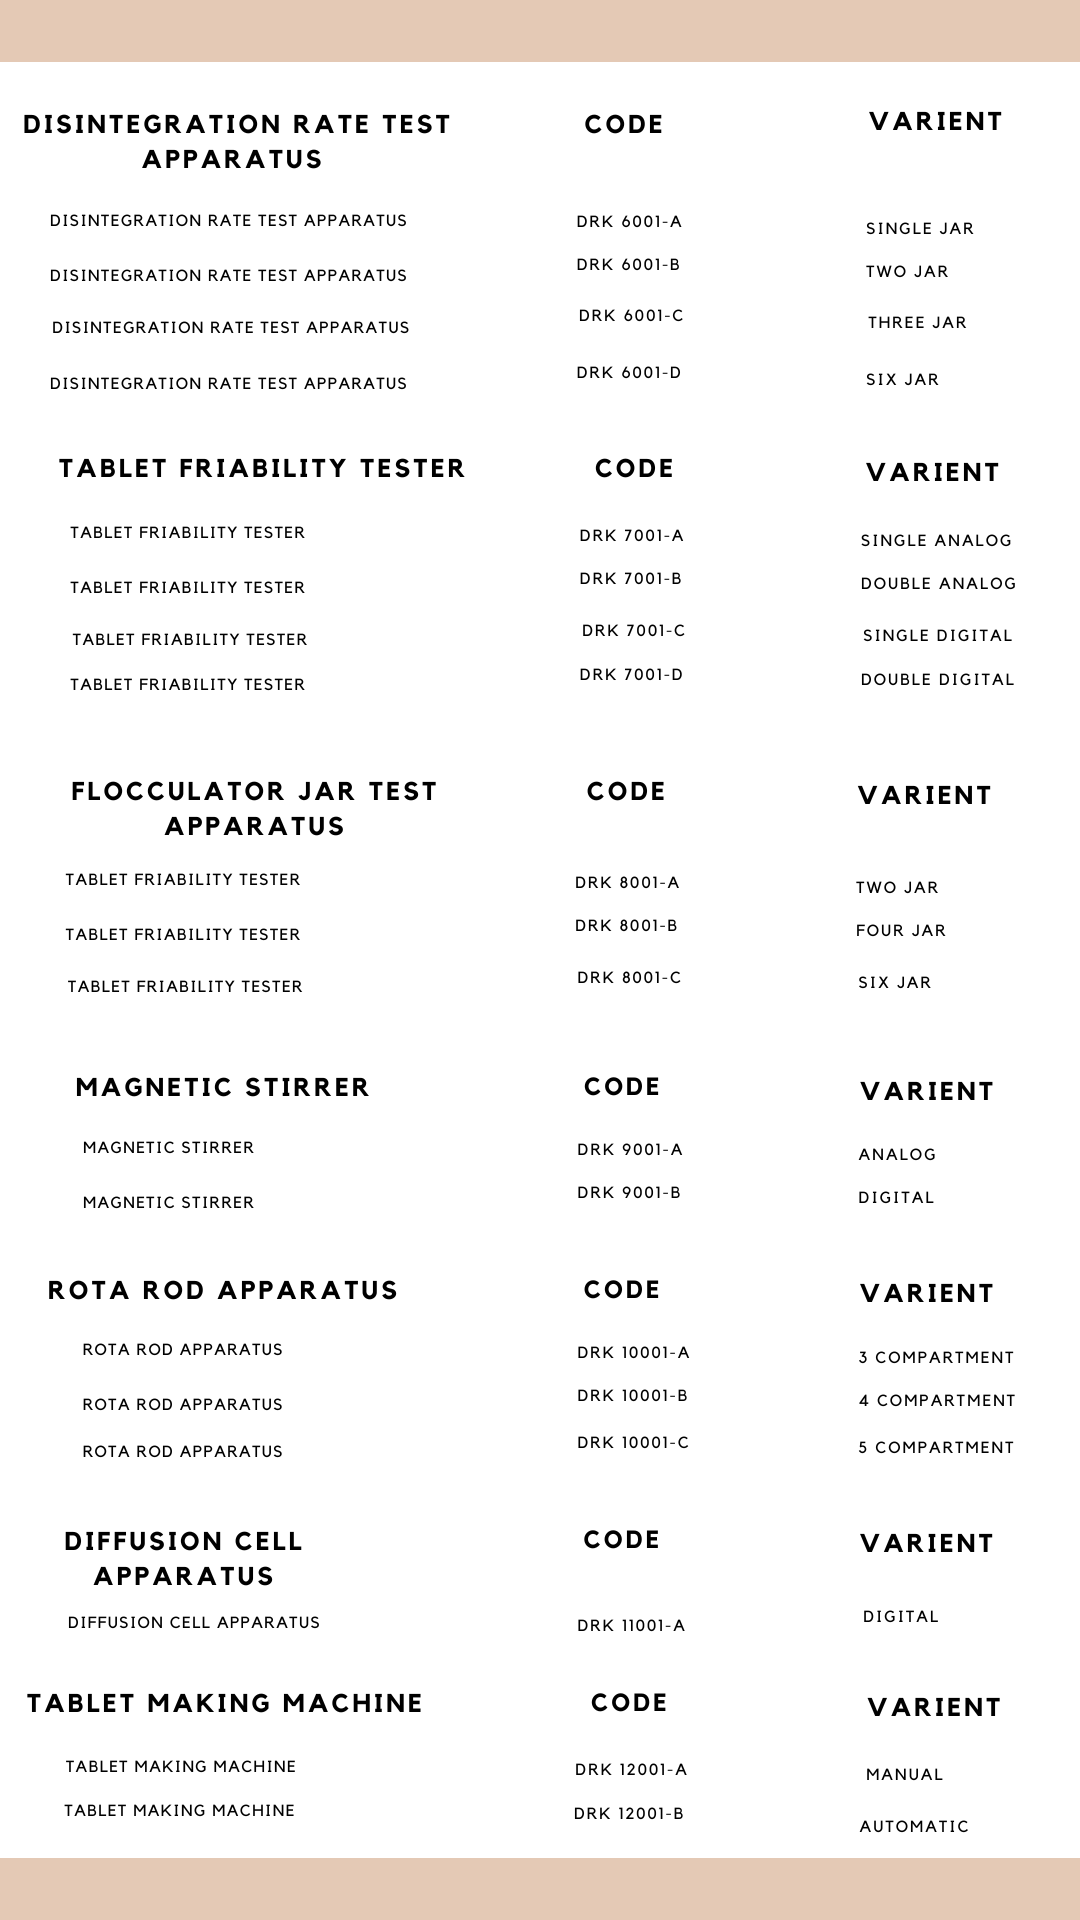 DISINTEGRATION RATE TEST APPARATUS CODE VARIENT
DISINTEGRATION RATE TEST APPARATUS DRK 6001-A SINGLE JAR
DISINTEGRATION RATE TEST APPARATUS DRK 6001-B TWO JAR
DISINTEGRATION RATE TEST APPARATUS DRK 6001-C THREE JAR
DISINTEGRATION RATE TEST APPARATUS DRK 6001-D SIX JAR
TABLET FRIABILITY TESTER CODE VARIENT
TABLET FRIABILITY TESTER DRK 7001-A SINGLE ANALOG
TABLET FRIABILITY TESTER DRK 7001-B DOUBLE ANALOG
TABLET FRIABILITY TESTER DRK 7001-C SINGLE DIGITAL
TABLET FRIABILITY TESTER DRK 7001-D DOUBLE DIGITAL
FLOCCULATOR JAR TEST APPARATUS CODE VARIENT
TABLET FRIABILITY TESTER DRK 8001-A TWO JAR
TABLET FRIABILITY TESTER DRK 8001-B FOUR JAR
TABLET FRIABILITY TESTER DRK 8001-C SIX JAR
MAGNETIC STIRRER CODE VARIENT
MAGNETIC STIRRER DRK 9001-A ANALOG
MAGNETIC STIRRER DRK 9001-B DIGITAL
ROTA ROD APPARATUS CODE VARIENT
ROTA ROD APPARATUS DRK 10001-A 3 COMPARTMENT
ROTA ROD APPARATUS DRK 10001-B 4 COMPARTMENT
ROTA ROD APPARATUS DRK 10001-C 5 COMPARTMENT
DIFFUSION CELL APPARATUS CODE VARIENT
DIFFUSION CELL APPARATUS DRK 11001-A DIGITAL
TABLET MAKING MACHINE CODE VARIENT
TABLET MAKING MACHINE DRK 12001-A MANUAL
TABLET MAKING MACHINE DRK 12001-B AUTOMATIC